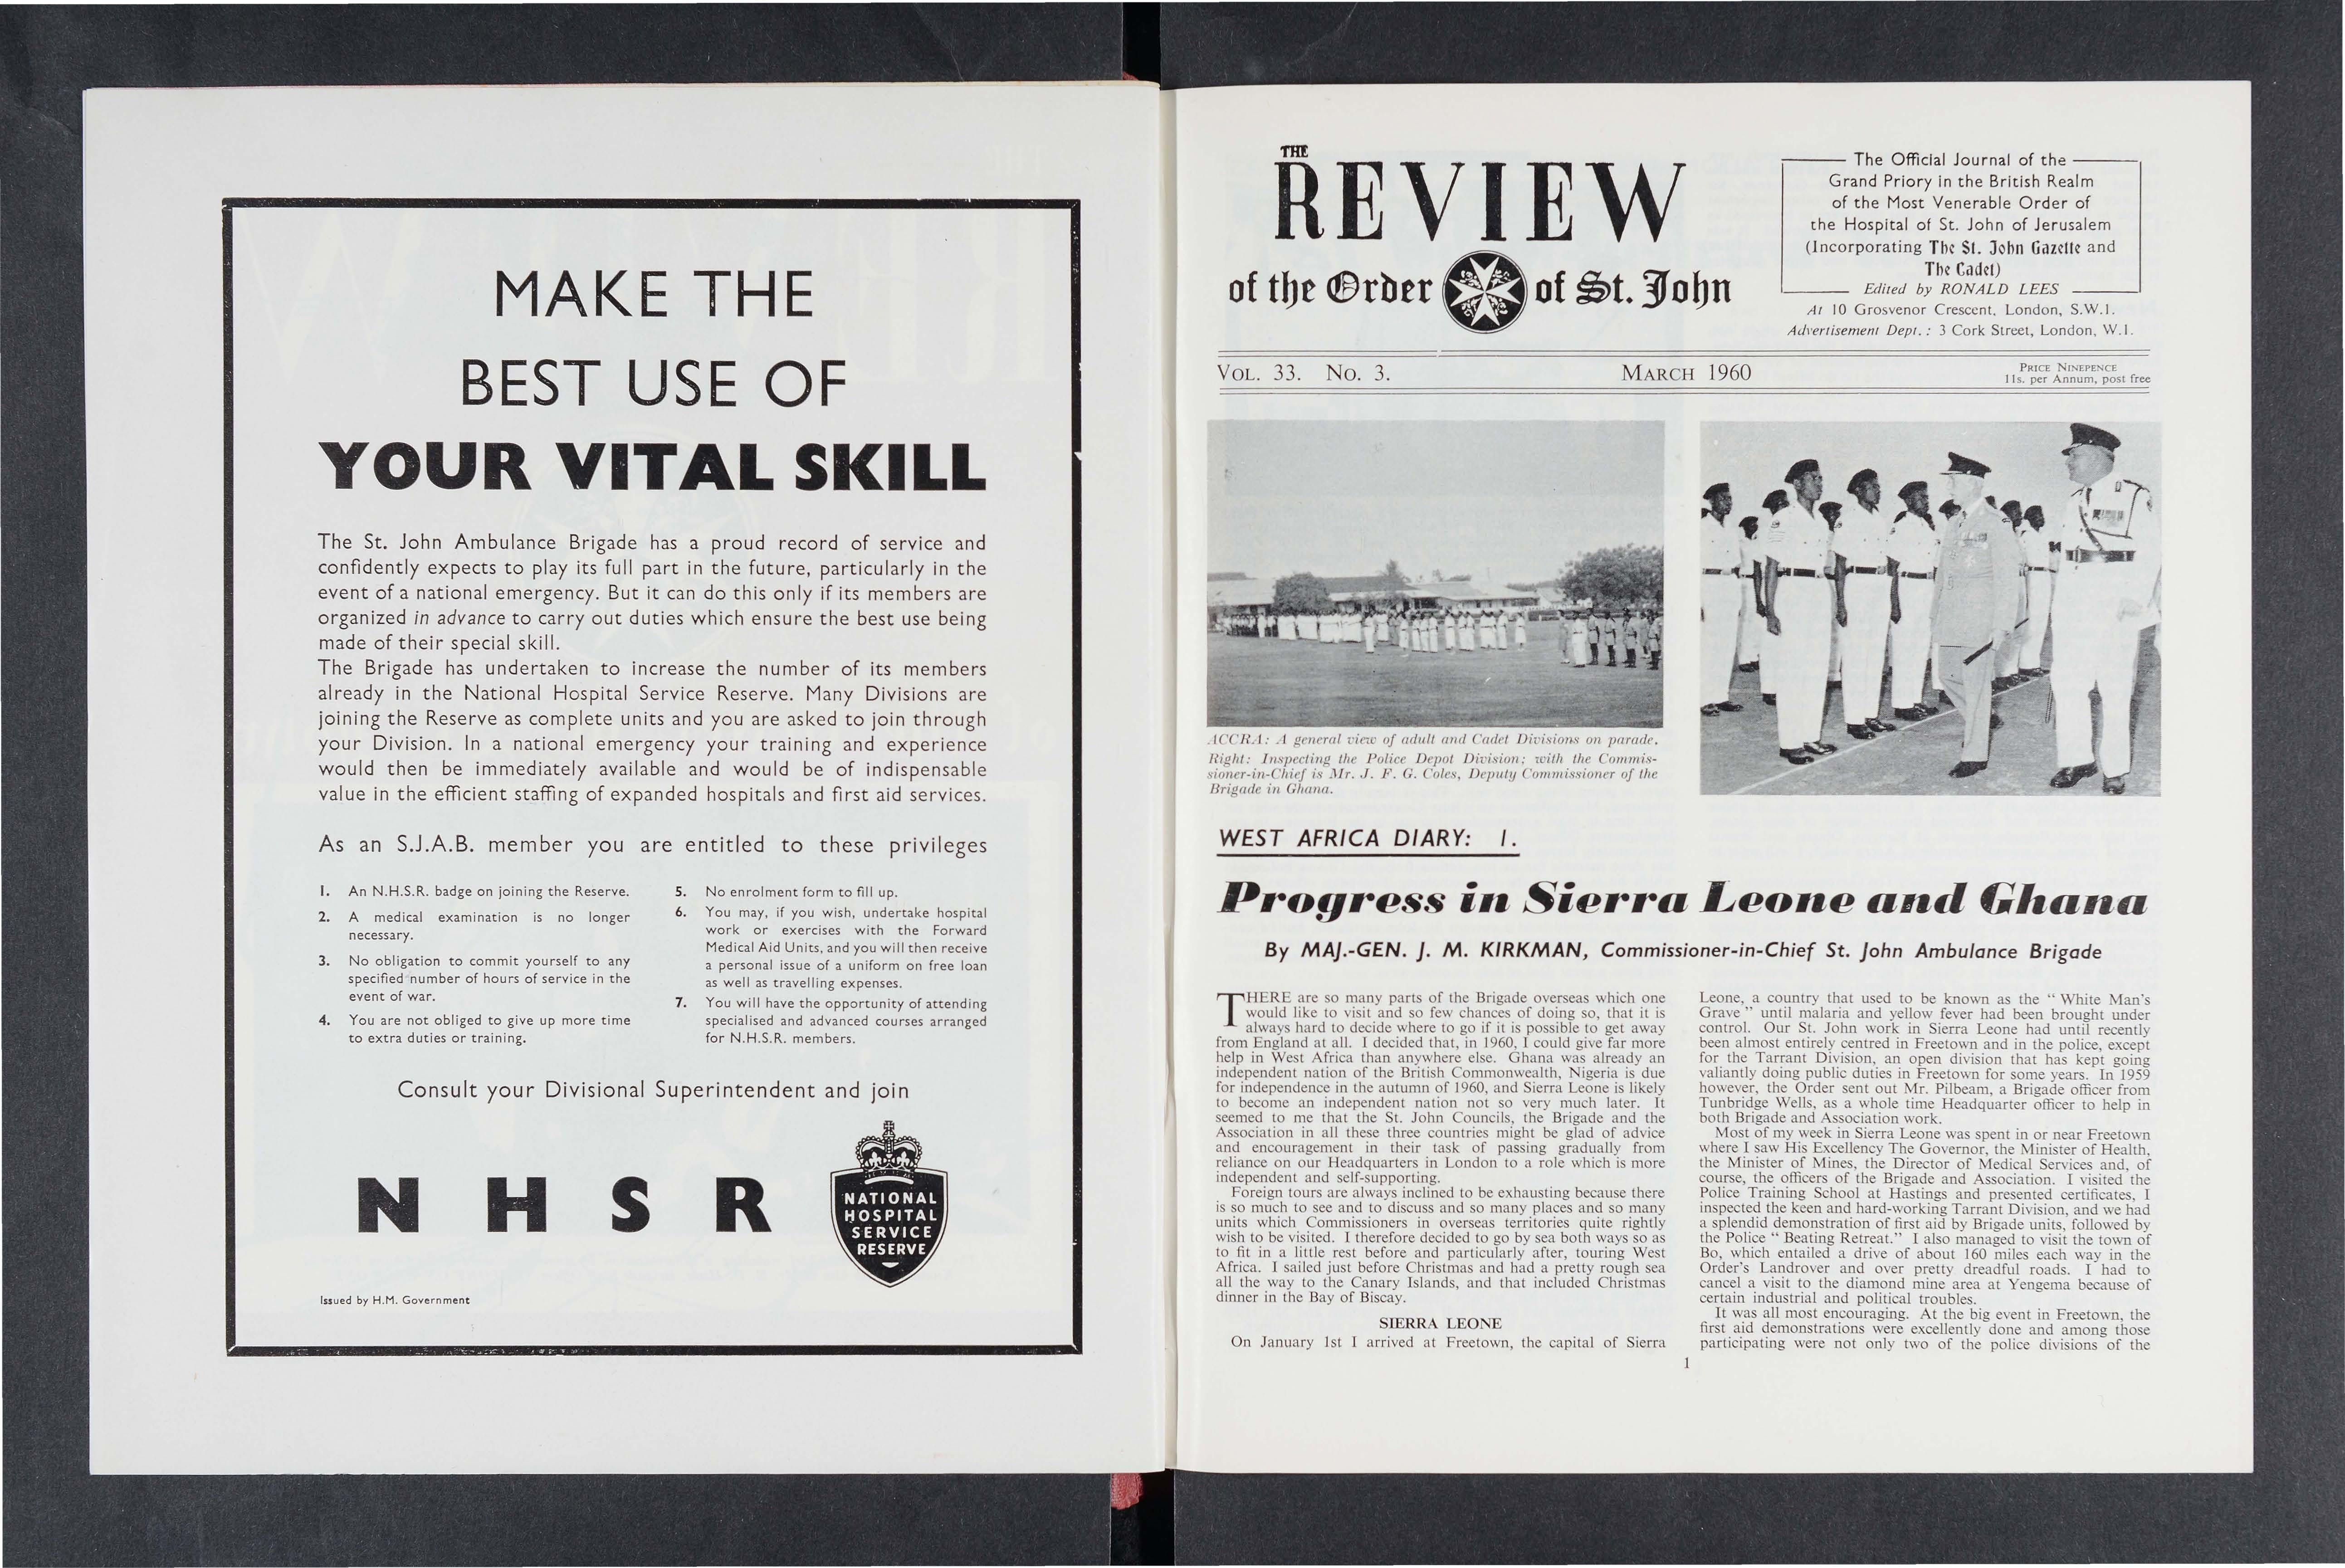 MAKE THE
BEST USE OF
YOUR VITAL SKILL
The St. John Ambulance Brigade has a proud record of service and
confidently expects to play its full part in the future, particularly in the
event of a national emergency. But it can do this only if its members are
organized in advance to carry out duties which ensure the best use being
made of their special skill.
The Brigade has undertaken to increase the number of its members
already in the National Hospital Service Reserve. Many Divisions are
joining the Reserve as complete units and you are asked to join through
your Division. In a national emergency your training and experience
would then be immediately available and would be of indispensable
value in the efficient staffing of expanded hospitals and first aid services.
As an S.J.A.B. member you are entitled to these privileges
1. An N.H.S.R. badge on joining the Reserve.
2. A medical examination is no longer
necessary.
3. No obligation to commit yourself to any
specified number of hours of service in the
event of war.
4. You are not obliged to give up more time
to extra duties or training.
5. No enrolment form to fill up.
6. You may, if you wish, undertake hospital
work or exercises with the Forward
Medical Aid Units, and you will then receive
a personal issue of a uniform on free loan
as well as travelling expenses.
7. You will have the opportunity of attending
specialised and advanced courses arranged
for N.H.S.R. members.
Consult your Divisional Superintendent and join
N H S R
NATIONAL
HOSPITAL
SERVICE
RESERVE
Issued by H.M. Government
THE
REVIEW
of the Order of St. John
The Official Journal of the
Grand Priory in the British Realm
of the Most Venerable Order of
the Hospital of St. John of Jerusalem
(Incorporating The St. John Gazette and
The Cadet)
Edited by RONALD LEES
At 10 Grosvenor Crescent, London, S.W.1.
Advertisement Dept. : 3 Cork Street, London, W.1.
VOL. 33. No. 3.
MARCH 1960
PRICE NINEPENCE
11s. per Annum, post free
ACCRA: A general view of adult and Cadet Divisions on parade.
Right: Inspecting the Police Depot Division; with the Commis-
sioner-in-Chief is Mr. J. F. G. Coles, Deputy Commissioner of the
Brigade in Ghana.
WEST AFRICA DIARY: 1.
Progress in Sierra Leone and Ghana
By MAJ.-GEN. J. M. KIRKMAN, Commissioner-in-Chief St. John Ambulance Brigade
THERE are so many parts of the Brigade overseas which one
would like to visit and so few chances of doing so, that it is
always hard to decide where to go if it is possible to get away
from England at all. I decided that, in 1960, I could give far more
help in West Africa than anywhere else. Ghana was already an
independent nation of the British Commonwealth, Nigeria is due
for independence in the autumn of 1960, and Sierra Leone is likely
to become an independent nation not so very much later. It
seemed to me that the St. John Councils, the Brigade and the
Association in all these three countries might be glad of advice
and encouragement in their task of passing gradually from
reliance on our Headquarters in London to a role which is more
independent and self-supporting.
Foreign tours are always inclined to be exhausting because there
is so much to see and to discuss and so many places and so many
units which Commissioners in overseas territories quite rightly
wish to be visited. I therefore decided to go by sea both ways so as
to fit in a little rest before and particularly after, touring West
Africa. I sailed just before Christmas and had a pretty rough sea
all the way to the Canary Islands, and that included Christmas
dinner in the Bay of Biscay.
SIERRA LEONE
On January 1st I arrived at Freetown, the capital of Sierra
Leone, a country that used to be known as the " White Man's
Grave " until malaria and yellow fever had been brought under
control. Our St. John work in Sierra Leone had until recently
been almost entirely centred in Freetown and in the police, except
for the Tarrant Division, an open division that has kept going
valiantly doing public duties in Freetown for some years. In 1959
however, the Order sent out Mr. Pilbeam, a Brigade officer from
Tunbridge Wells, as a whole time Headquarter officer to help in
both Brigade and Association work.
Most of my week in Sierra Leone was spent in or near Freetown
where I saw His Excellency The Governor, the Minister of Health,
the Minister of Mines, the Director of Medical Services and, of
course, the officers of the Brigade and Association. I visited the
Police Training School at Hastings and presented certificates, I
inspected the keen and hard-working Tarrant Division, and we had
a splendid demonstration of first aid by Brigade units, followed by
the Police " Beating Retreat." I also managed to visit the town of
Bo, which entailed a drive of about 160 miles each way in the
Order's Landrover and over pretty dreadful roads. I had to
cancel a visit to the diamond mine area at Yengema because of
certain industrial and political troubles.
It was all most encouraging. At the big event in Freetown, the
first aid demonstrations were excellently done and among those
participating were not only two of the police divisions of the
1